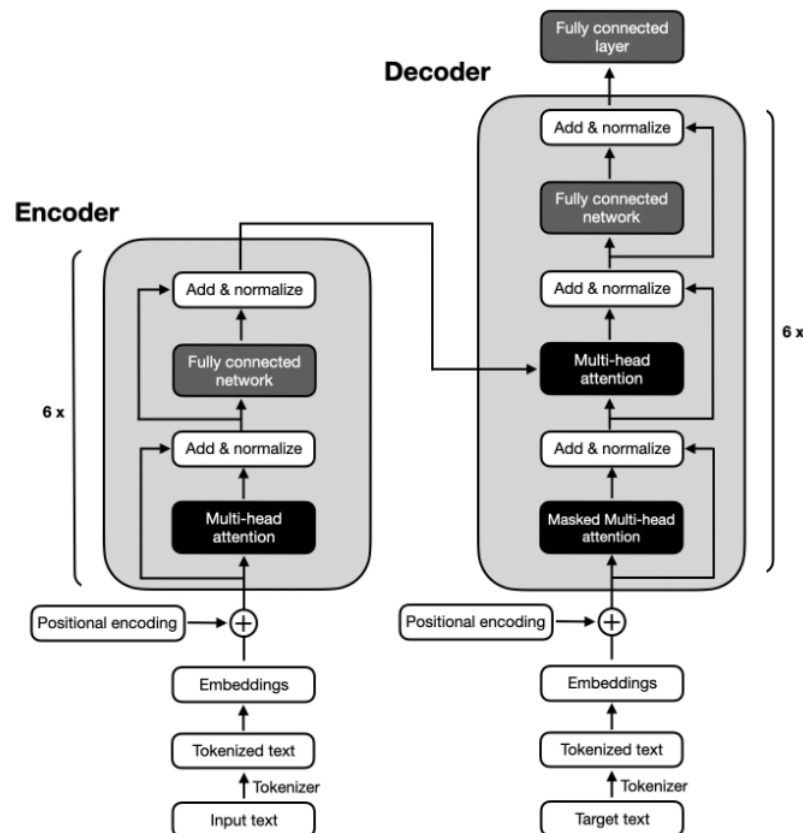 Encoder
6 x
Add & normalize
Fully connected
network
Add & normalize
Multi-head
attention
Positional encoding
+
Embeddings
Tokenized text
Tokenizer
Input text
Decoder
Fully connected
layer
Add & normalize
Fully connected
network
Add & normalize
Multi-head
attention
Add & normalize
Masked Multi-head
attention
6 x
Positional encoding
+
Embeddings
Tokenized text
Tokenizer
Target text